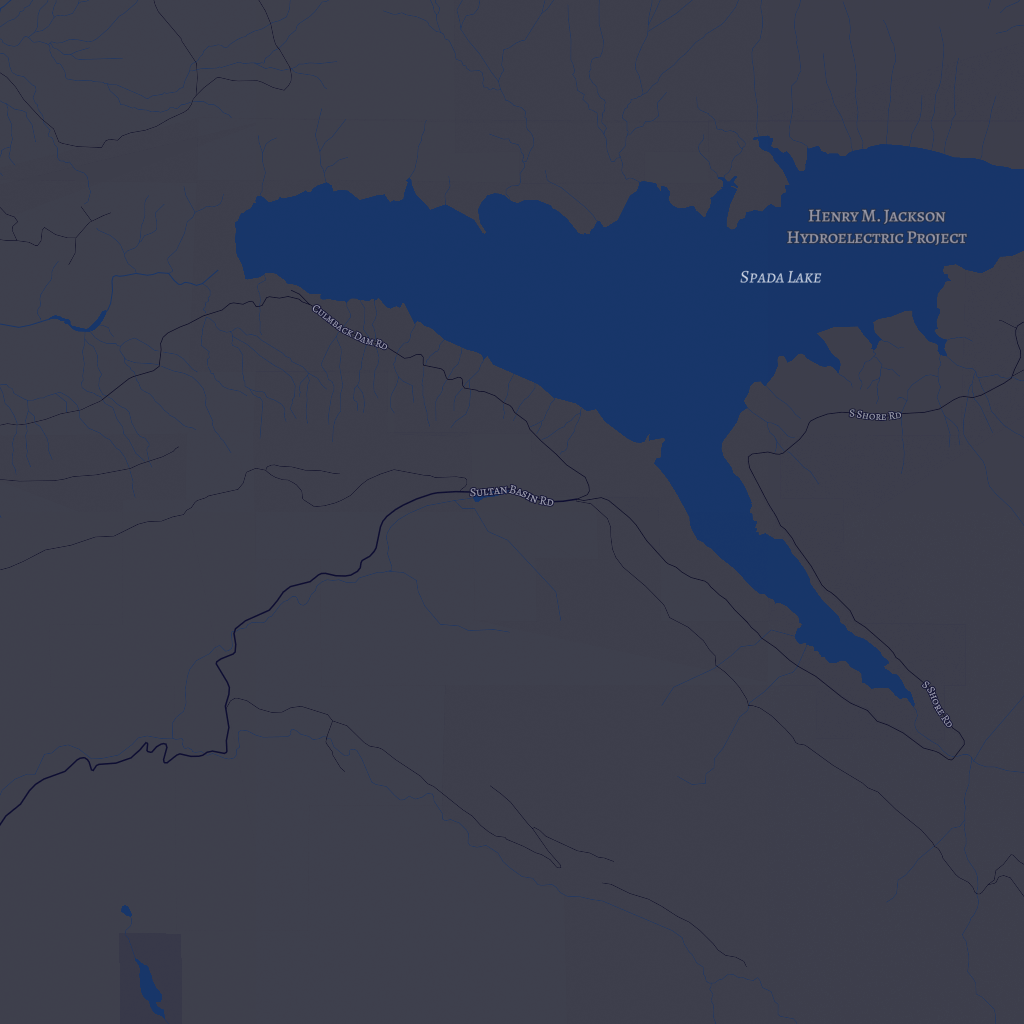 Henry M. Jackson
Hydroelectric Project
Spada Lake
Culmback Dam Rd
S Shore Rd
Sultan Basin Rd
S Shore Rd